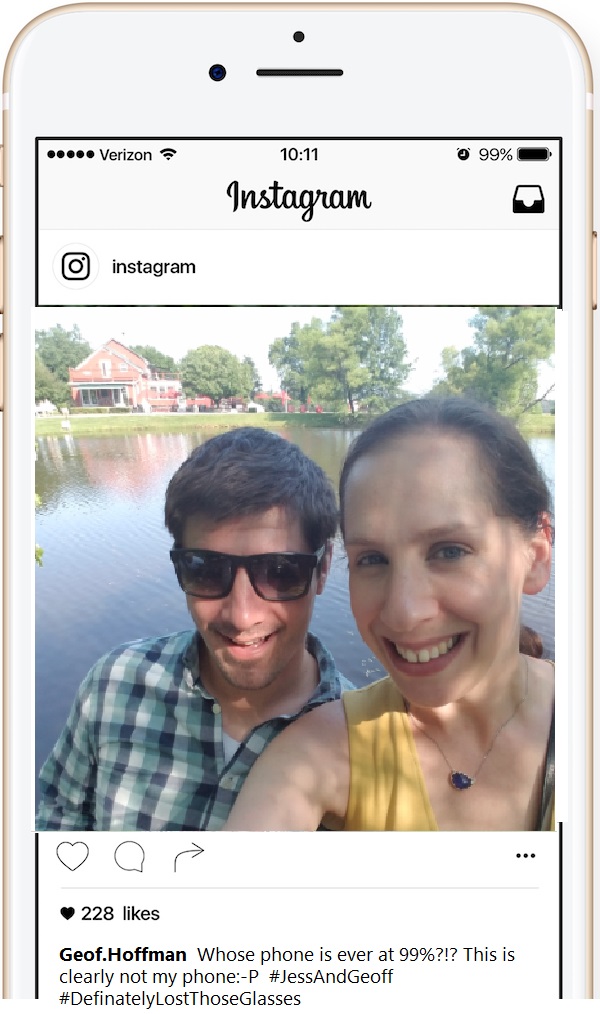 ●●●●● Verizon 10:11 99%
Instagram
instagram
228 likes
Geof.Hoffman Whose phone is ever at 99%?!? This is
clearly not my phone:-P #JessAndGeoff
#DefinatelyLostThoseGlasses